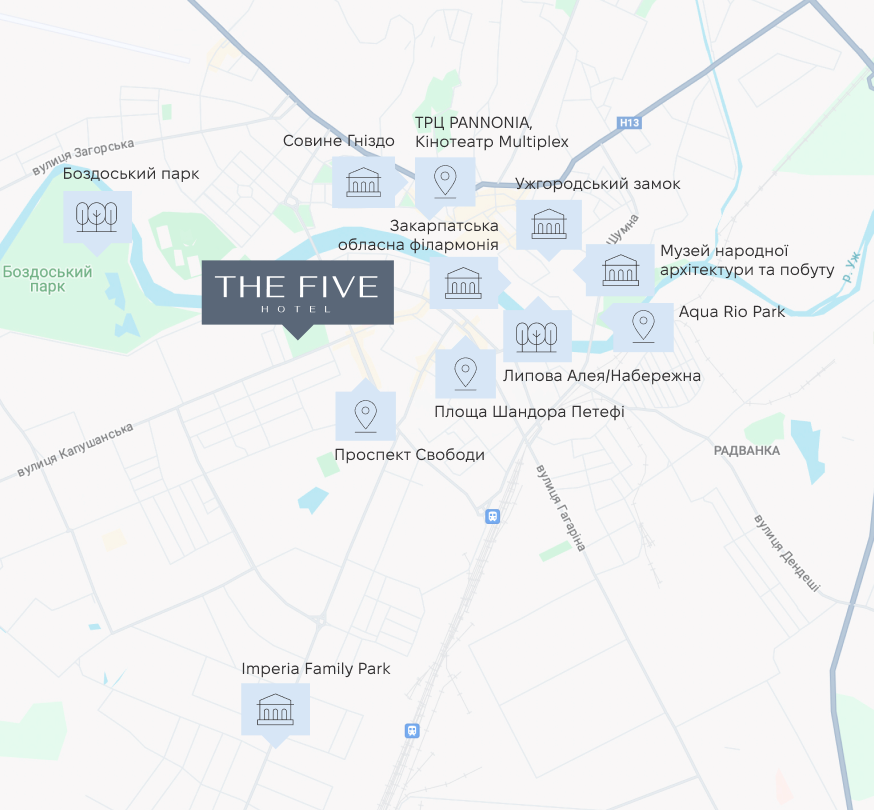 H13
ТРЦ PANNONIA,
Кінотеатр Multiplex
Совине Гніздо
вулиця Загорська
Боздоський парк
Ужгородський замок
Закарпатська
обласна філармонія
Шумна
Музей народної
архітектури та побуту
р. Уж
Боздоський
парк
THE FIVE
HOTEL
Aqua Rio Park
Липова Алея/Набережна
Площа Шандора Петефі
вулиця Капушанська
Проспект Свободи
РАДВАНКА
вулиця Гагаріна
вулиця Дендеші
Imperia Family Park